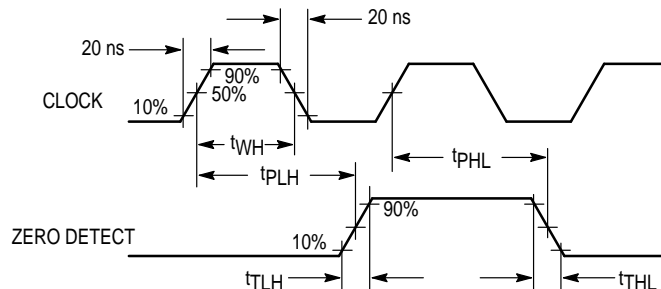 20 ns
20 ns
90%
50%
CLOCK
10%
tWH
tPLH
tPHL
90%
ZERO DETECT
10%
tTLH
tTHL